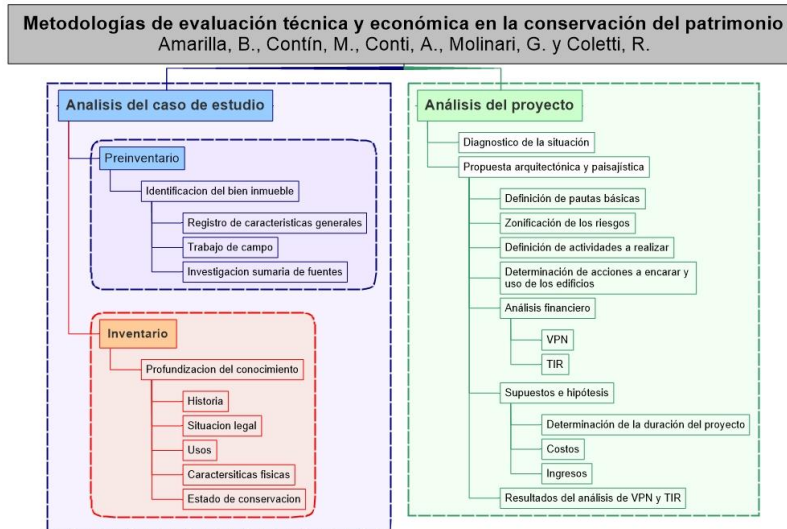 Metodologías de evaluación técnica y económica en la conservación del patrimonio
Amarilla, B., Contín, M., Conti, A., Molinari, G. y Coletti, R.
Analisis del caso de estudio
Preinventario
Identificacion del bien inmueble
Registro de caracteristicas generales
Trabajo de campo
Investigacion sumaria de fuentes
Inventario
Profundizacion del conocimiento
Historia
Situacion legal
Usos
Caractersiticas fisicas
Estado de conservacion
Análisis del proyecto
Diagnostico de la situación
Propuesta arquitectónica y paisajística
Definición de pautas básicas
Zonificación de los riesgos
Definición de actividades a realizar
Determinación de acciones a encarar y
uso de los edificios
Análisis financiero
VPN
TIR
Supuestos e hipótesis
Determinación de la duración del proyecto
Costos
Ingresos
Resultados del análisis de VPN y TIR